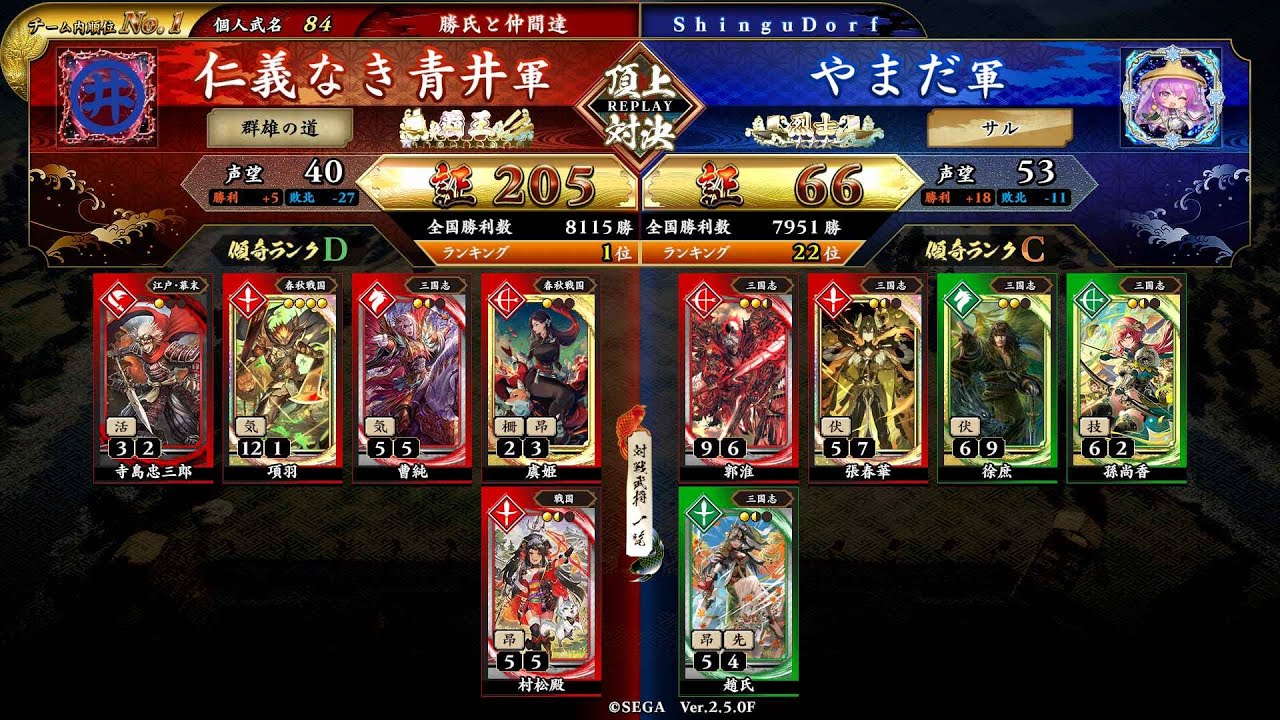 チーム内順位 No.1 個人武名 84 勝氏と仲間達
ShinguDorf
仁義なき青井軍
頂上
REPLAY
対決
やまだ軍
群雄の道
覇王
烈士
サル
声望 40
勝利 +5 敗北 -27
証 205
証 66
声望 53
勝利 +18 敗北 -11
全国勝利数 8115勝
全国勝利数 7951勝
傾奇ランクD
ランキング 1位
ランキング 22位
傾奇ランクC
江戸・幕末
活
3 2
寺島忠三郎
春秋戦国
気
12 1
項羽
三国志
気
5 5
曹純
春秋戦国
柵 昂
2 3
虞姫
対戦武将一覧
三国志
9 6
郭淮
三国志
伏
5 7
張春華
三国志
伏
6 9
徐庶
三国志
技
6 2
孫尚香
戦国
昂
5 5
村松殿
三国志
昂 先
5 4
趙氏
©SEGA Ver.2.5.0F